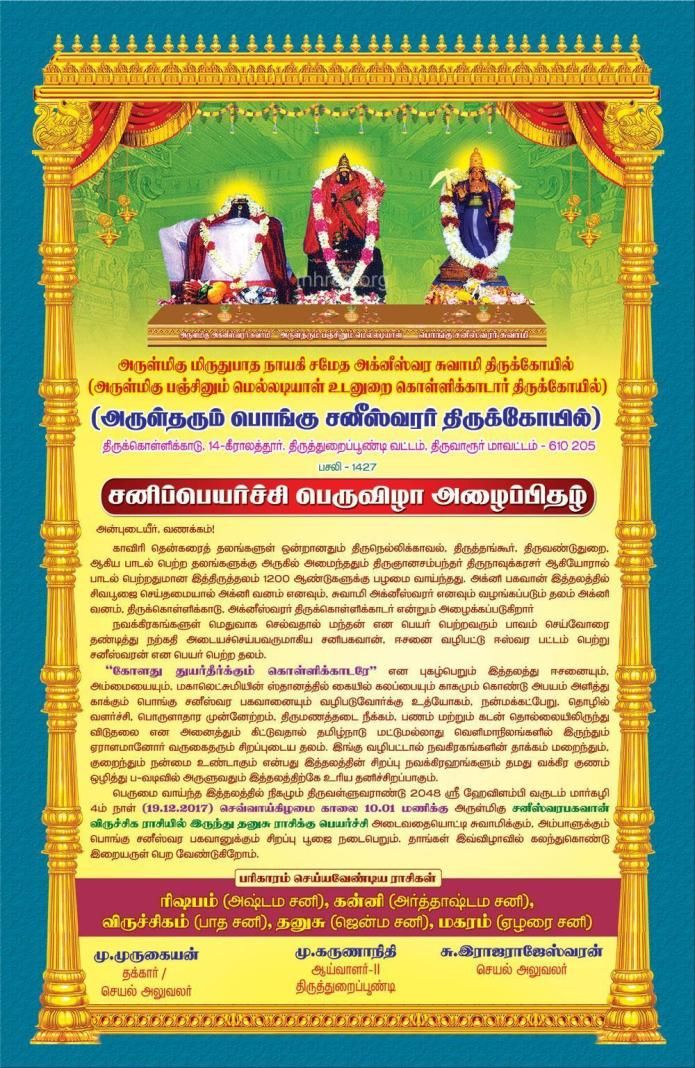 mhrc.org
அருள்மிகு அக்னீஸ்வர சுவாமி அருள்தரும் பஞ்சினும் மெல்லடியாள் பொங்கு சனீஸ்வரர் சுவாமி
அருள்மிகு மிருதுபாத நாயகி சமேத அக்னீஸ்வர சுவாமி திருக்கோயில்
(அருள்மிகு பஞ்சினும் மெல்லடியாள் உடனுறை கொள்ளிக்காடார் திருக்கோயில்)
(அருள்தரும் பொங்கு சனீஸ்வரர் திருக்கோயில்)
திருக்கொள்ளிக்காடு, 14-கீராலத்தூர், திருத்துறைப்பூண்டி வட்டம், திருவாரூர் மாவட்டம் - 610 205
பசலி - 1427
சனிப்பெயர்ச்சி பெருவிழா அழைப்பிதழ்
அன்புடையீர், வணக்கம்!
காவிரி தென்கரைத் தலங்களுள் ஒன்றானதும் திருநெல்லிக்காவல், திருத்தங்கூர், திருவண்டுதுறை,
ஆகிய பாடல் பெற்ற தலங்களுக்கு அருகில் அமைந்ததும் திருஞானசம்பந்தர் திருநாவுக்கரசர் ஆகியோரால்
பாடல் பெற்றதுமான இத்திருத்தலம் 1200 ஆண்டுகளுக்கு பழமை வாய்ந்தது. அக்னி பகவான் இத்தலத்தில்
சிவபூஜை செய்தமையால் அக்னி வனம் எனவும், சுவாமி அக்னீஸ்வரர் எனவும் வழங்கப்படும் தலம் அக்னி
வனம், திருக்கொள்ளிக்காடு, அக்னீஸ்வரர் திருக்கொள்ளிக்காடர் என்றும் அழைக்கப்படுகிறார்
நவக்கிரகங்களுள் மெதுவாக செல்வதால் மந்தன் என பெயர் பெற்றவரும் பாவம் செய்வோரை
தண்டித்து நற்கதி அடையச்செய்பவருமாகிய சனிபகவான், ஈசனை வழிபட்டு ஈஸ்வர பட்டம் பெற்று
சனீஸ்வரன் என பெயர் பெற்ற தலம்.
“கோளது துயர்தீர்க்கும் கொள்ளிக்காடரே” என புகழ்பெறும் இத்தலத்து ஈசனையும்,
அம்மையையும், மகாலெட்சுமியின் ஸ்தானத்தில் கையில் கலப்பையும் காகமும் கொண்டு அபயம் அளித்து
காக்கும் பொங்கு சனீஸ்வர பகவானையும் வழிபடுவோர்க்கு உத்யோகம், நன்மக்கட்பேறு, தொழில்
வளர்ச்சி, பொருளாதார முன்னேற்றம், திருமணத்தடை நீக்கம், பணம் மற்றும் கடன் தொல்லையிலிருந்து
விடுதலை என அனைத்தும் கிட்டுவதால் தமிழ்நாடு மட்டுமல்லாது வெளிமாநிலங்களில் இருந்தும்
ஏராளமானோர் வருகைதரும் சிறப்புடைய தலம். இங்கு வழிபட்டால் நவகிரகங்களின் தாக்கம் மறைந்தும்,
குறைந்தும் நன்மை உண்டாகும் என்பது இத்தலத்தின் சிறப்பு நவக்கிரஹங்களும் தமது வக்கிர குணம்
ஒழித்து ப-வடிவில் அருளுவதும் இத்தலத்திற்கே உரிய தனிச்சிறப்பாகும்.
பெருமை வாய்ந்த இத்தலத்தில் நிகழும் திருவள்ளுவராண்டு 2048 ஸ்ரீ ஹேவிளம்பி வருடம் மார்கழி
4ம் நாள் (19.12.2017) செவ்வாய்கிழமை காலை 10.01 மணிக்கு அருள்மிகு சனீஸ்வரபகவான்
விருச்சிக ராசியில் இருந்து தனுசு ராசிக்கு பெயர்ச்சி அடைவதையொட்டி சுவாமிக்கும், அம்பாளுக்கும்
பொங்கு சனீஸ்வர பகவானுக்கும் சிறப்பு பூஜை நடைபெறும். தாங்கள் இவ்விழாவில் கலந்துகொண்டு
இறையருள் பெற வேண்டுகிறோம்.
பரிகாரம் செய்யவேண்டிய ராசிகள்
ரிஷபம் (அஷ்டம சனி), கன்னி (அர்த்தாஷ்டம சனி),
விருச்சிகம் (பாத சனி), தனுசு (ஜென்ம சனி), மகரம் (ஏழரை சனி)
மு.முருகையன் மு.கருணாநிதி சு.இராஜராஜேஸ்வரன்
தக்கார் / ஆய்வாளர்-II செயல் அலுவலர்
செயல் அலுவலர் திருத்துறைப்பூண்டி